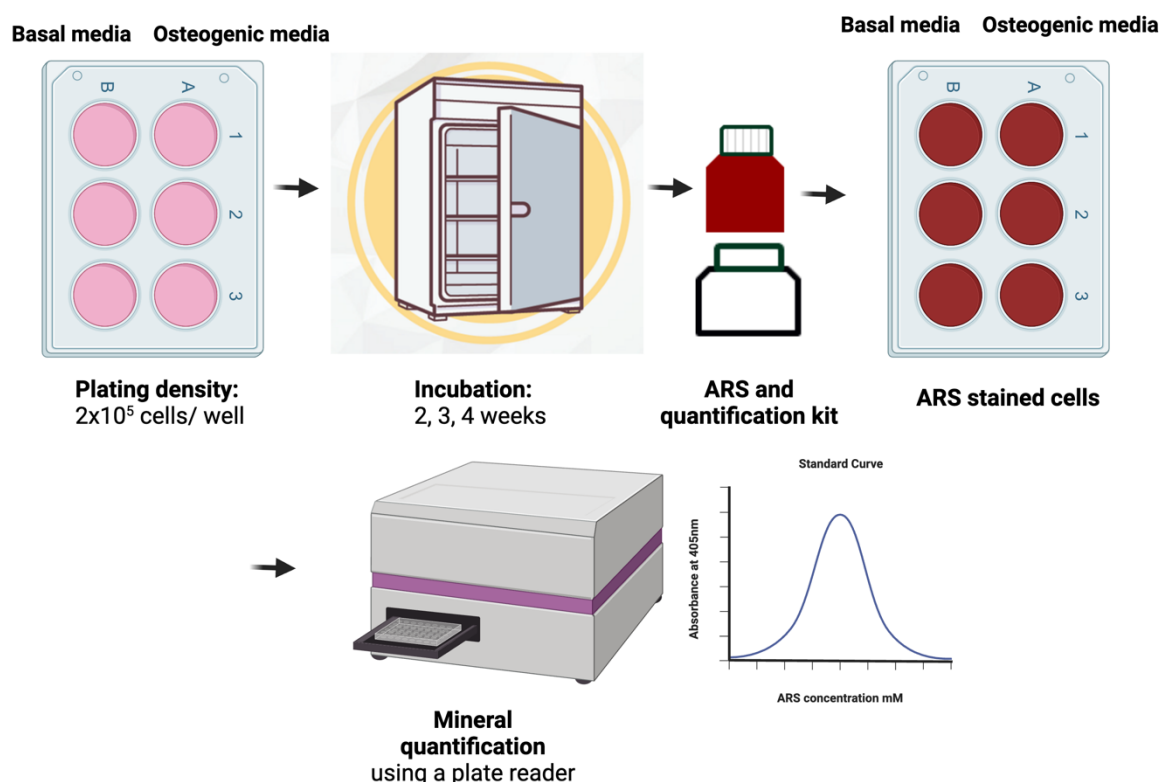 Basal media Osteogenic media
B A
1
2
3
Plating density:
2x10⁵ cells/ well
Incubation:
2, 3, 4 weeks
ARS and
quantification kit
Basal media Osteogenic media
B A
1
2
3
ARS stained cells
Mineral
quantification
using a plate reader
Standard Curve
Absorbance at 405nm
ARS concentration mM